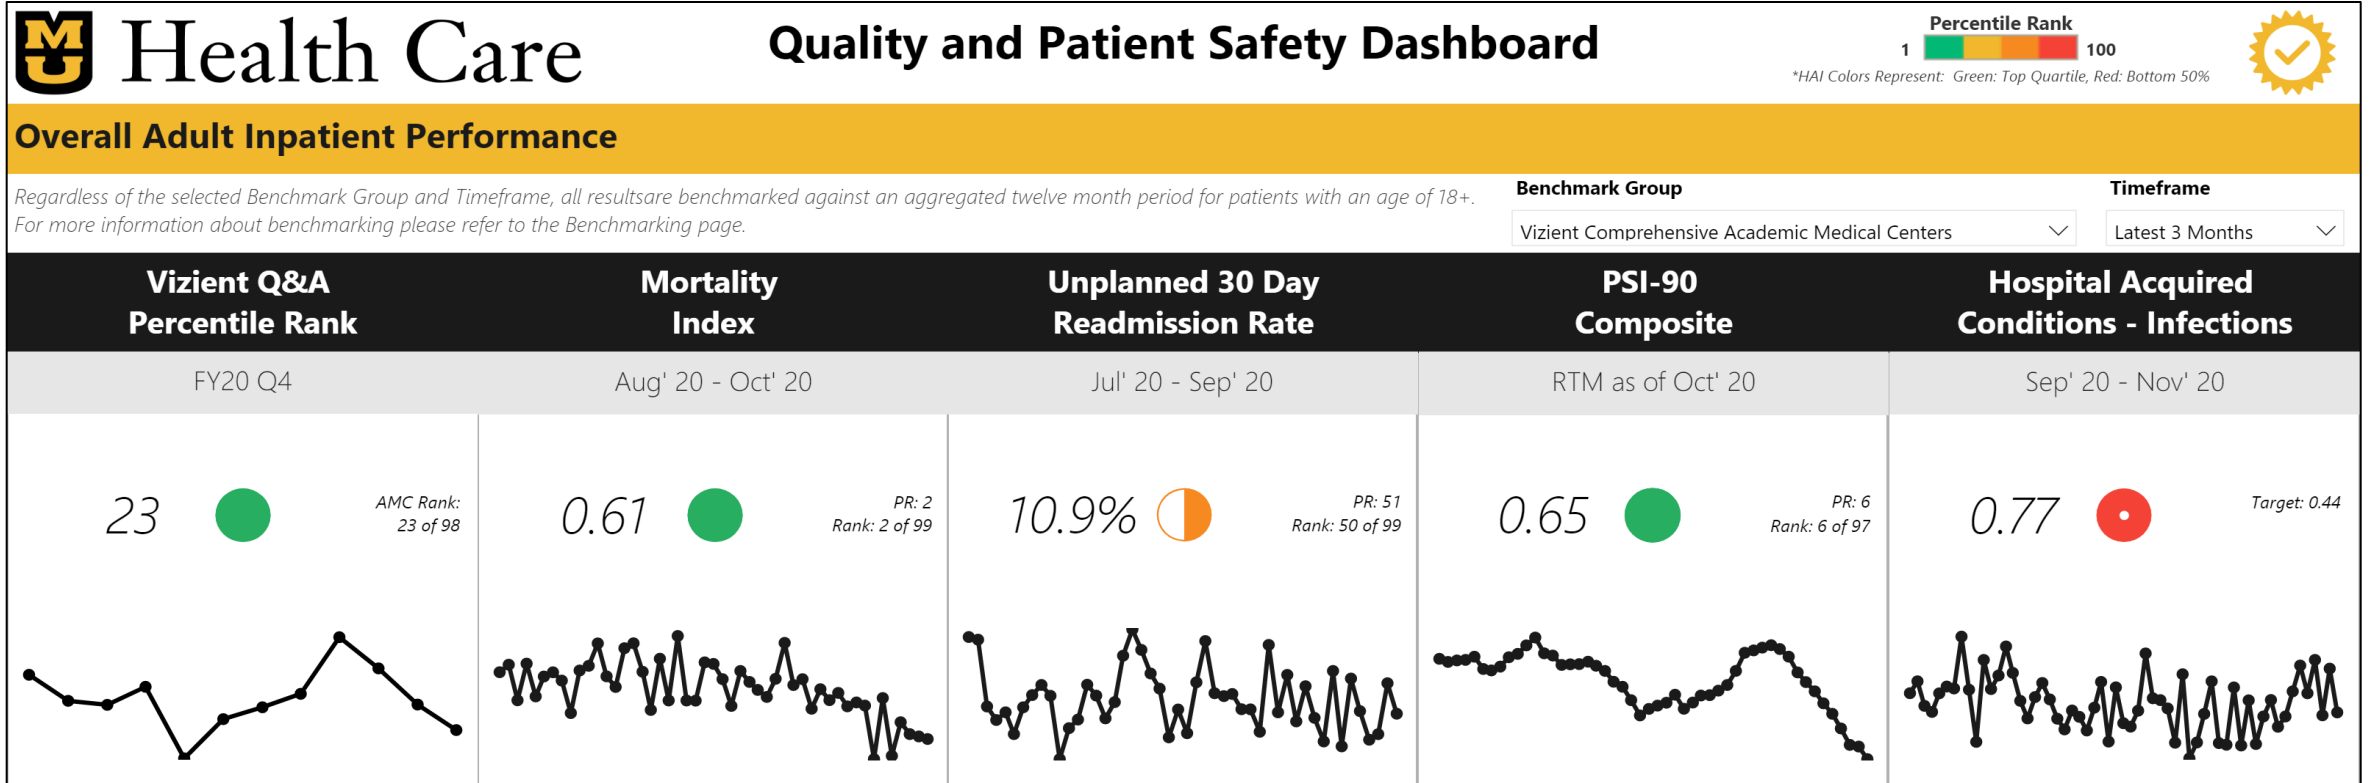 MU Health Care
Quality and Patient Safety Dashboard
Percentile Rank
1 100
*HAI Colors Represent: Green: Top Quartile, Red: Bottom 50%
Overall Adult Inpatient Performance
Regardless of the selected Benchmark Group and Timeframe, all resultsare benchmarked against an aggregated twelve month period for patients with an age of 18+.
For more information about benchmarking please refer to the Benchmarking page.
Benchmark Group
Vizient Comprehensive Academic Medical Centers
Timeframe
Latest 3 Months
Vizient Q&A
Percentile Rank
FY20 Q4
23
AMC Rank:
23 of 98
Mortality
Index
Aug' 20 - Oct' 20
0.61
PR: 2
Rank: 2 of 99
Unplanned 30 Day
Readmission Rate
Jul' 20 - Sep' 20
10.9%
PR: 51
Rank: 50 of 99
PSI-90
Composite
RTM as of Oct' 20
0.65
PR: 6
Rank: 6 of 97
Hospital Acquired
Conditions - Infections
Sep' 20 - Nov' 20
0.77
Target: 0.44